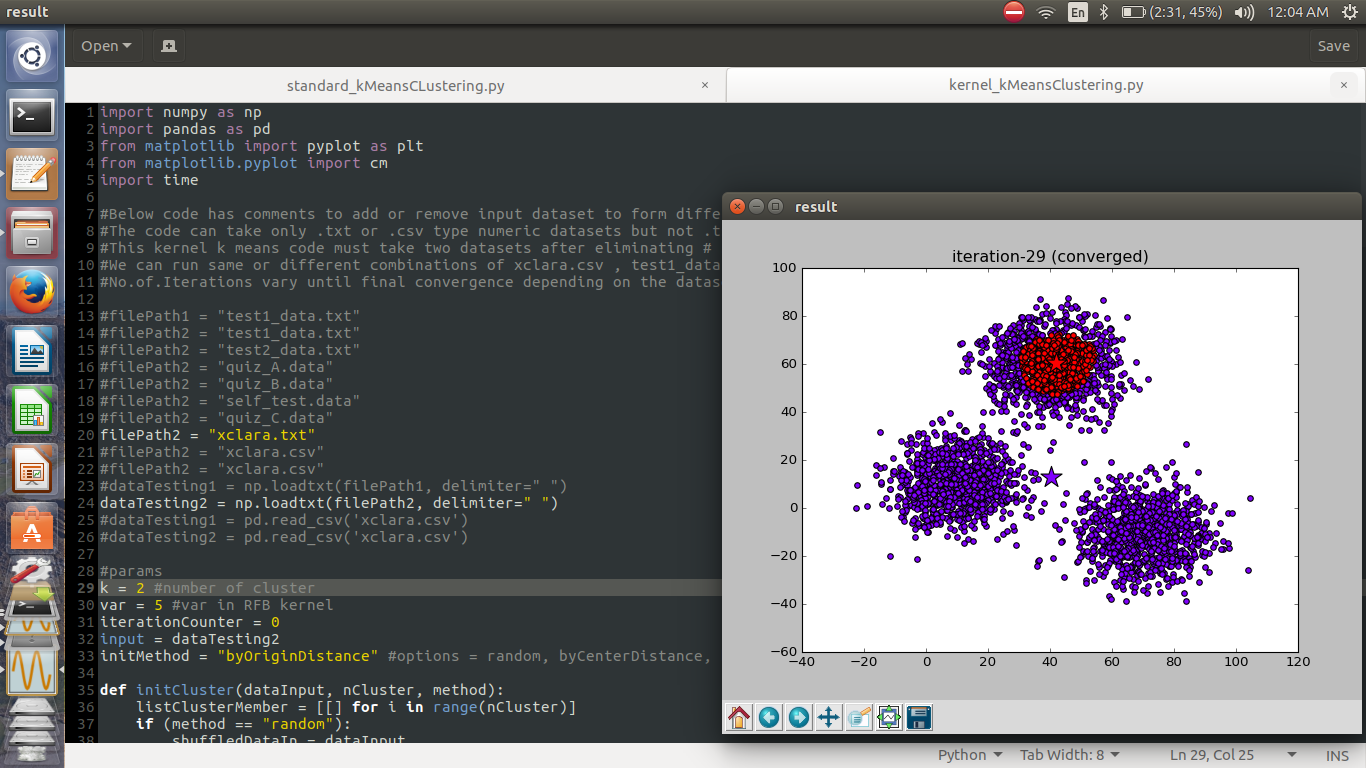 result
En
(2:31, 45%)
12:04 AM
Open
Save
standard_kMeansCLustering.py
×
kernel_kMeansClustering.py
×
1 import numpy as np
2 import pandas as pd
3 from matplotlib import pyplot as plt
4 from matplotlib.pyplot import cm
5 import time
6
7 #Below code has comments to add or remove input dataset to form diffe
8 #The code can take only .txt or .csv type numeric datasets but not .t
9 #This kernel k means code must take two datasets after eliminating #
10 #We can run same or different combinations of xclara.csv , test1_data
11 #No.of.Iterations vary until final convergence depending on the datas
12
13 #filePath1 = "test1_data.txt"
14 #filePath2 = "test1_data.txt"
15 #filePath2 = "test2_data.txt"
16 #filePath2 = "quiz_A.data"
17 #filePath2 = "quiz_B.data"
18 #filePath2 = "self_test.data"
19 #filePath2 = "quiz_C.data"
20 filePath2 = "xclara.txt"
21 #filePath2 = "xclara.csv"
22 #filePath2 = "xclara.csv"
23 #dataTesting1 = np.loadtxt(filePath1, delimiter=" ")
24 dataTesting2 = np.loadtxt(filePath2, delimiter=" ")
25 #dataTesting1 = pd.read_csv('xclara.csv')
26 #dataTesting2 = pd.read_csv('xclara.csv')
27
28 #params
29 k = 2 #number of cluster
30 var = 5 #var in RFB kernel
31 iterationCounter = 0
32 input = dataTesting2
33 initMethod = "byOriginDistance" #options = random, byCenterDistance,
34
35 def initCluster(dataInput, nCluster, method):
36 listClusterMember = [[] for i in range(nCluster)]
37 if (method == "random"):
38 shuffledDataIn = dataInput
result
iteration-29 (converged)
100
80
60
40
20
0
−20
−40
−60
−40 −20 0 20 40 60 80 100 120
Python
Tab Width: 8
Ln 29, Col 25
INS